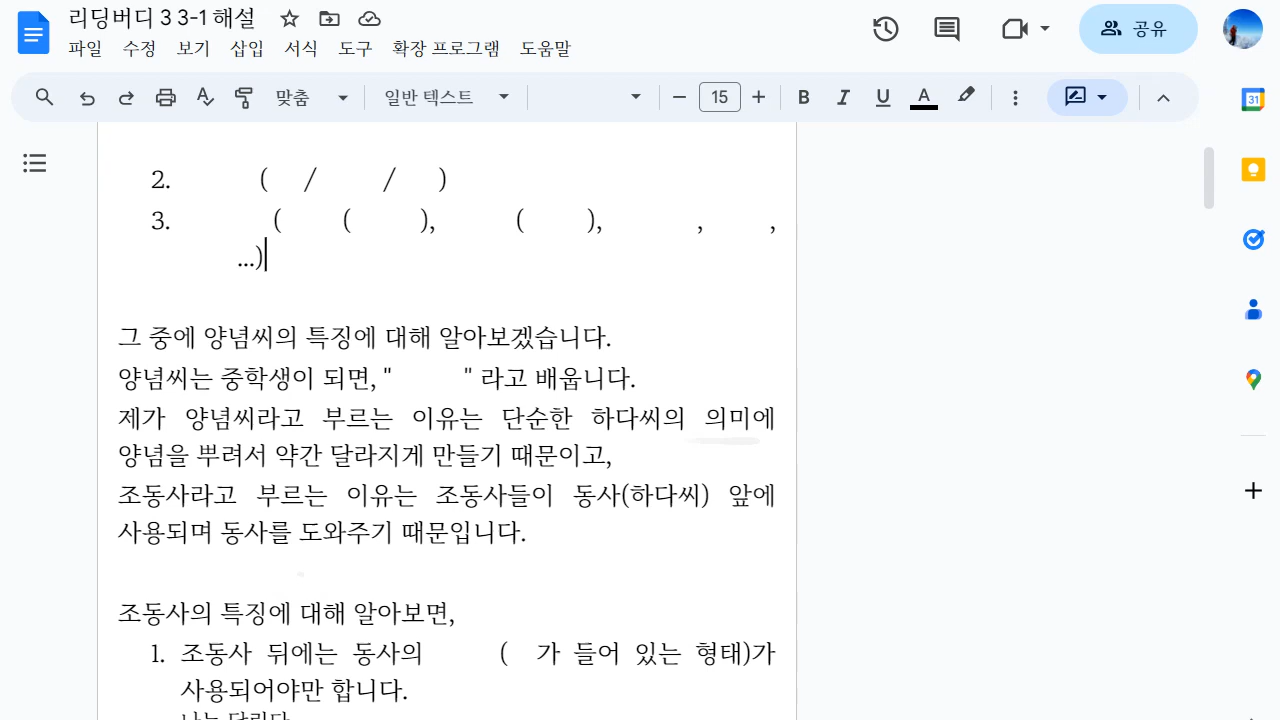 리딩버디 3 3-1 해설
파일 수정 보기 삽입 서식 도구 확장 프로그램 도움말
공유
맞춤 일반 텍스트 15 B I U A
31
2. ( / / )
3. ( ( ), ( ), , ,
...)
그 중에 양념씨의 특징에 대해 알아보겠습니다.
양념씨는 중학생이 되면, " " 라고 배웁니다.
제가 양념씨라고 부르는 이유는 단순한 하다씨의 의미에
양념을 뿌려서 약간 달라지게 만들기 때문이고,
조동사라고 부르는 이유는 조동사들이 동사(하다씨) 앞에
사용되며 동사를 도와주기 때문입니다.
조동사의 특징에 대해 알아보면,
1. 조동사 뒤에는 동사의 ( 가 들어 있는 형태)가
사용되어야만 합니다.